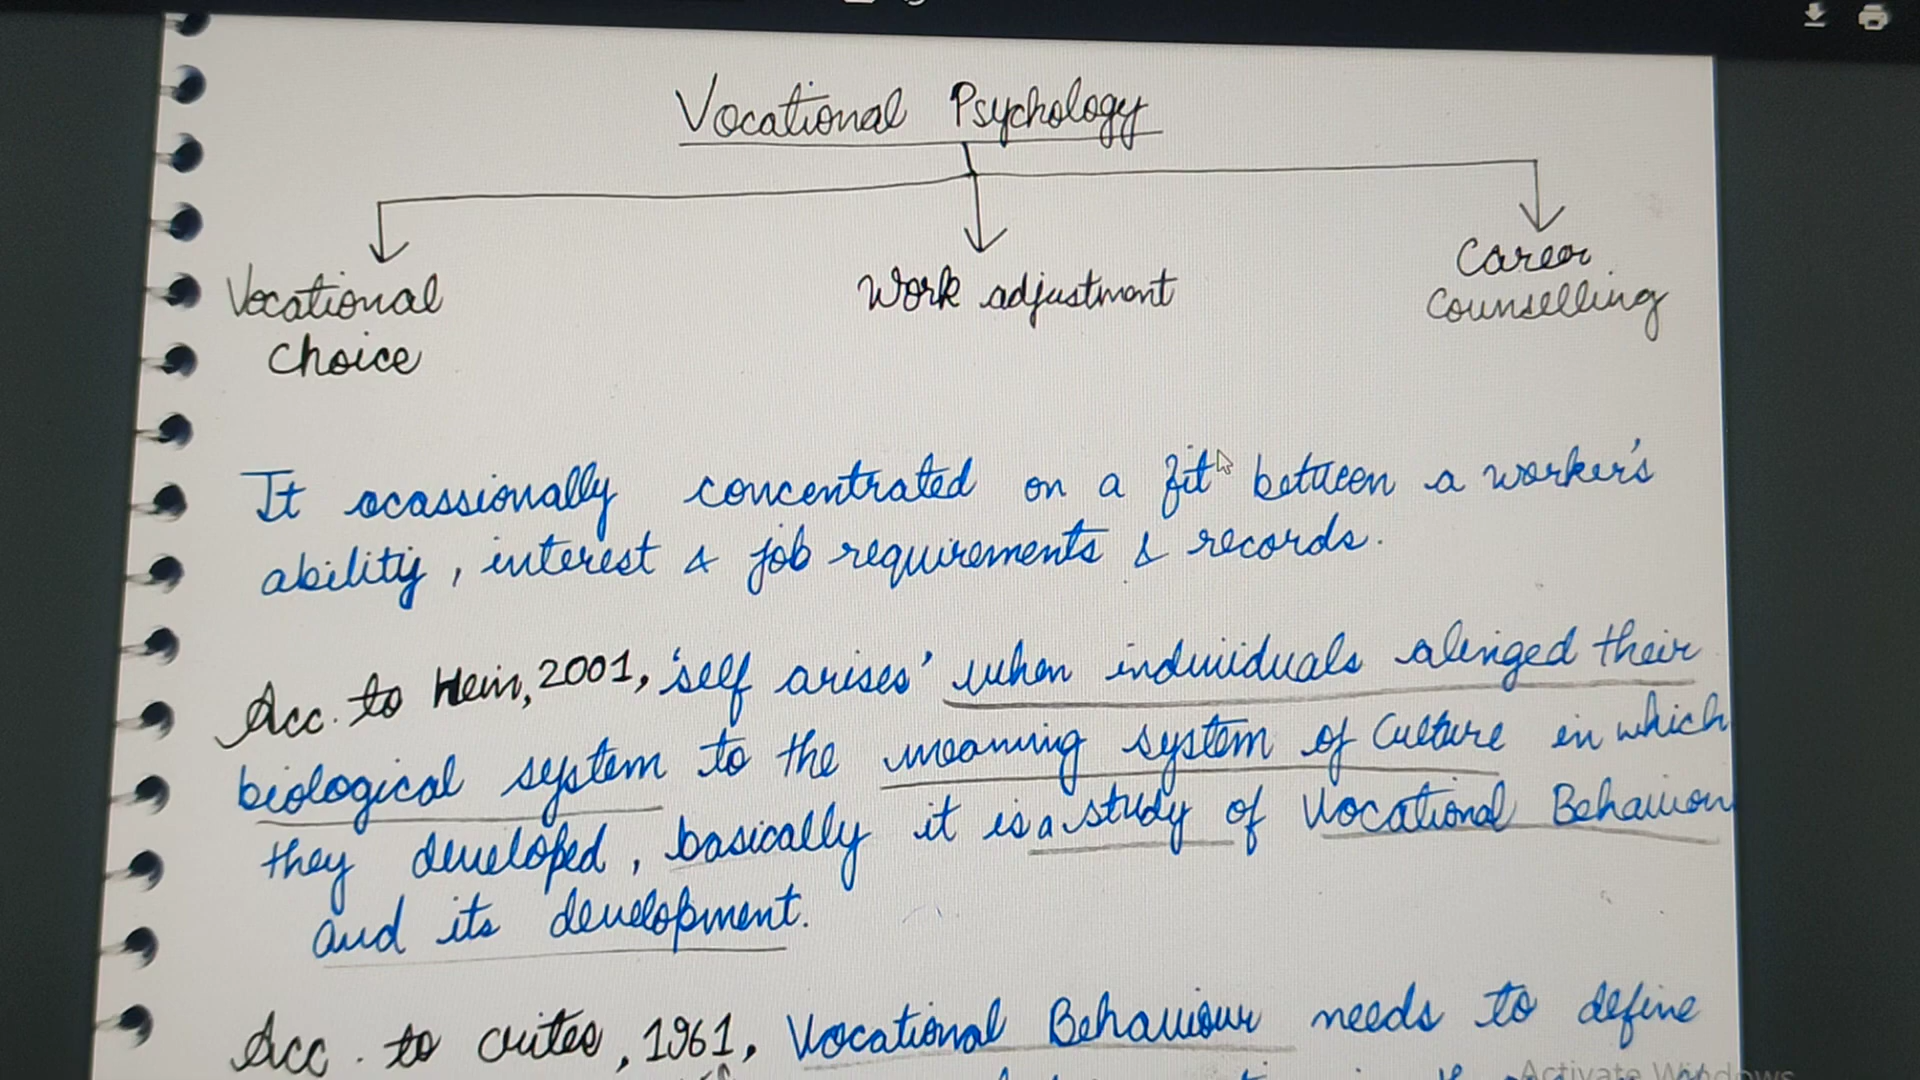 Vocational Psychology
Vocational Choice
Work adjustment
Career Counselling
It ocassionally concentrated on a fit between a worker's
ability, interest & job requirements & records.
Acc. to Hein, 2001, 'self arises' when individuals alinged their
biological system to the meaning system of Culture in which
they developed, basically it is a study of Vocational Behaviour
and its development.
Acc. to crites, 1961, Vocational Behaviour needs to define
Activate Windows